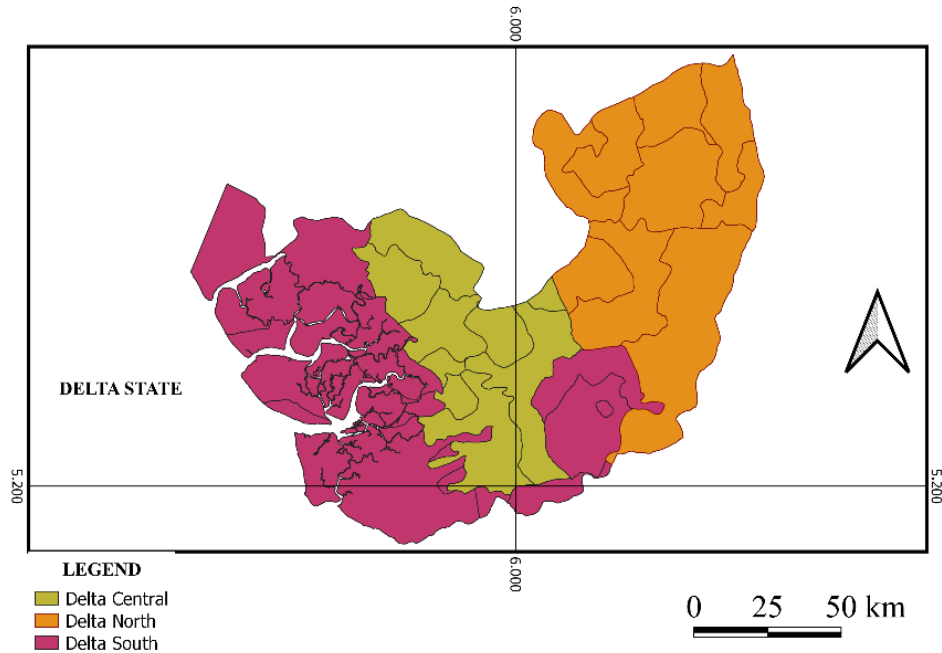 6.000
DELTA STATE
5.200
5.200
6.000
LEGEND
Delta Central
Delta North
Delta South
0 25 50 km